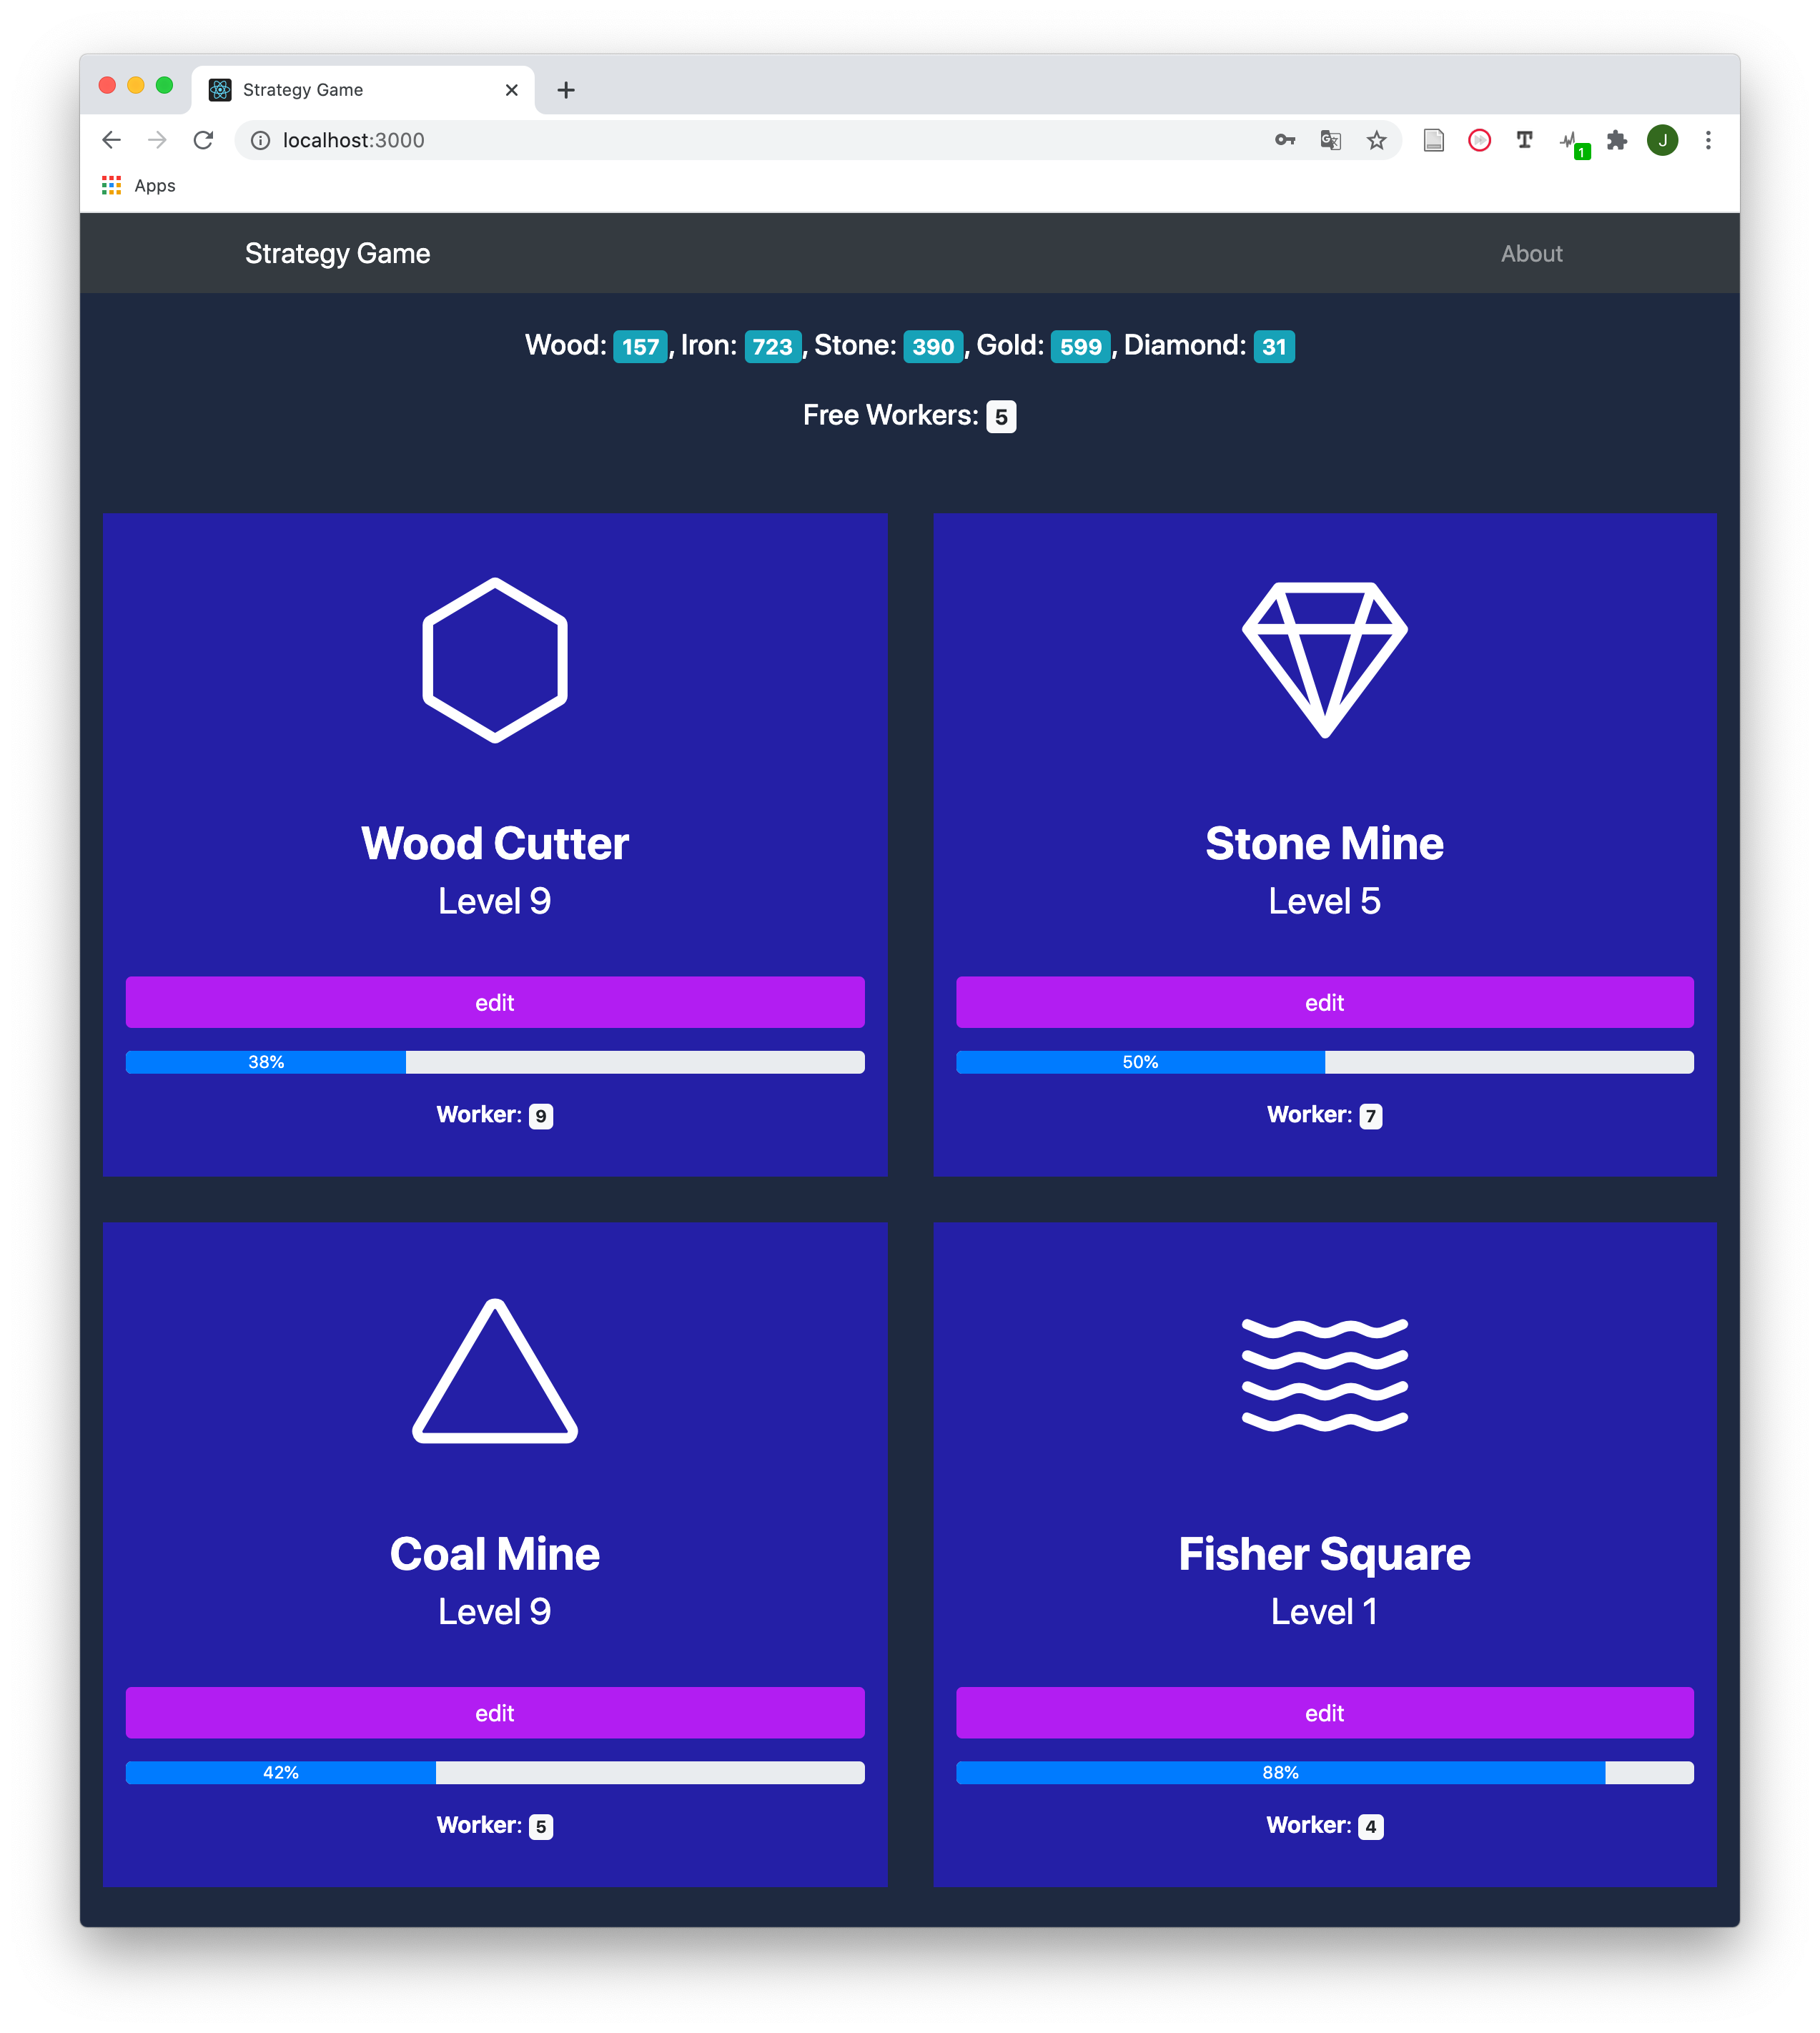 Strategy Game
localhost:3000
1
J
Apps
Strategy Game About
Wood: 157, Iron: 723, Stone: 390, Gold: 599, Diamond: 31
Free Workers: 5
Wood Cutter
Level 9
edit
38%
Worker: 9
Stone Mine
Level 5
edit
50%
Worker: 7
Coal Mine
Level 9
edit
42%
Worker: 5
Fisher Square
Level 1
edit
88%
Worker: 4